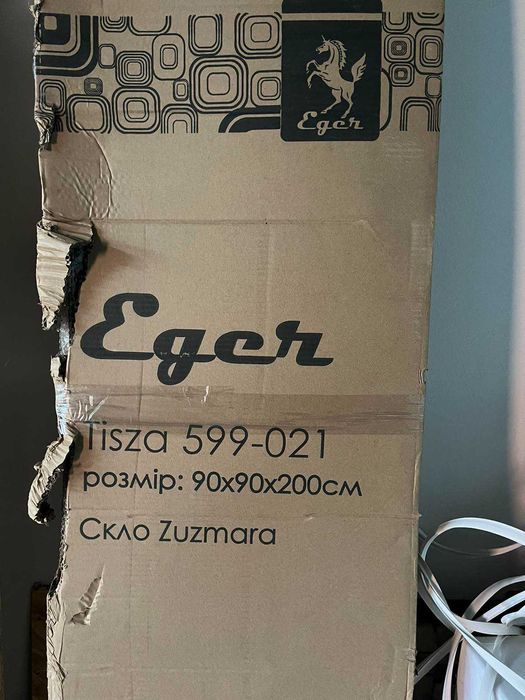 Eger
Eger
Tisza 599-021
розмір: 90x90x200см
Скло Zuzmara